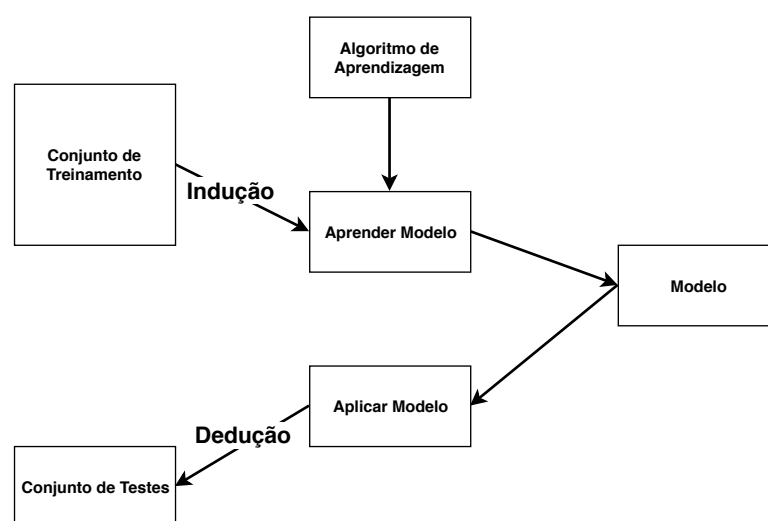 Algoritmo de
Aprendizagem
Conjunto de
Treinamento
Indução
Aprender Modelo
Modelo
Aplicar Modelo
Dedução
Conjunto de Testes